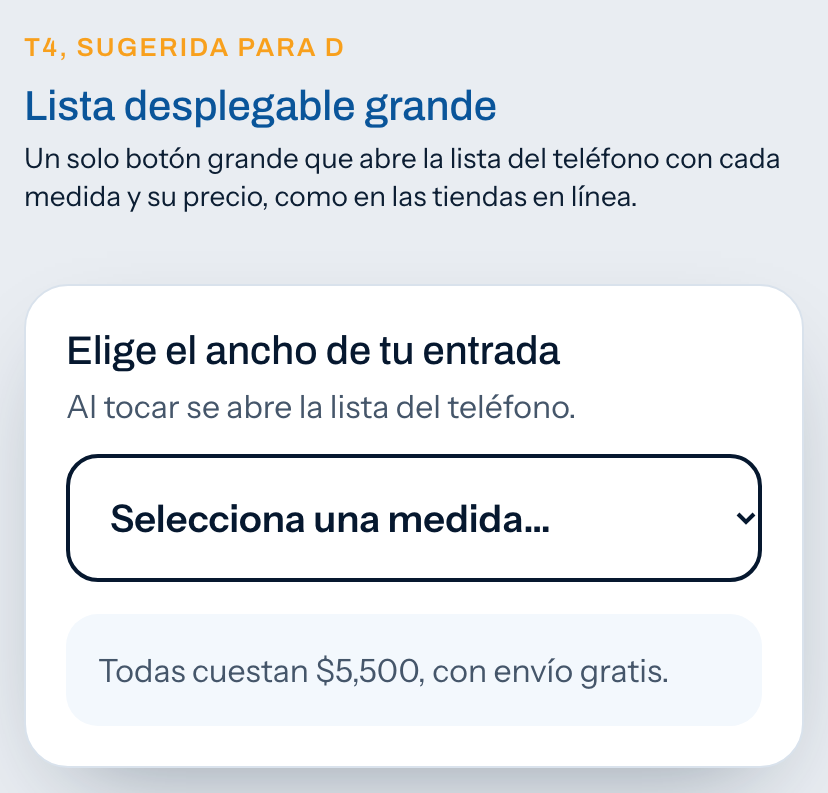 T4, SUGERIDA PARA D
Lista desplegable grande
Un solo botón grande que abre la lista del teléfono con cada
medida y su precio, como en las tiendas en línea.
Elige el ancho de tu entrada
Al tocar se abre la lista del teléfono.
Selecciona una medida...
Todas cuestan $5,500, con envío gratis.